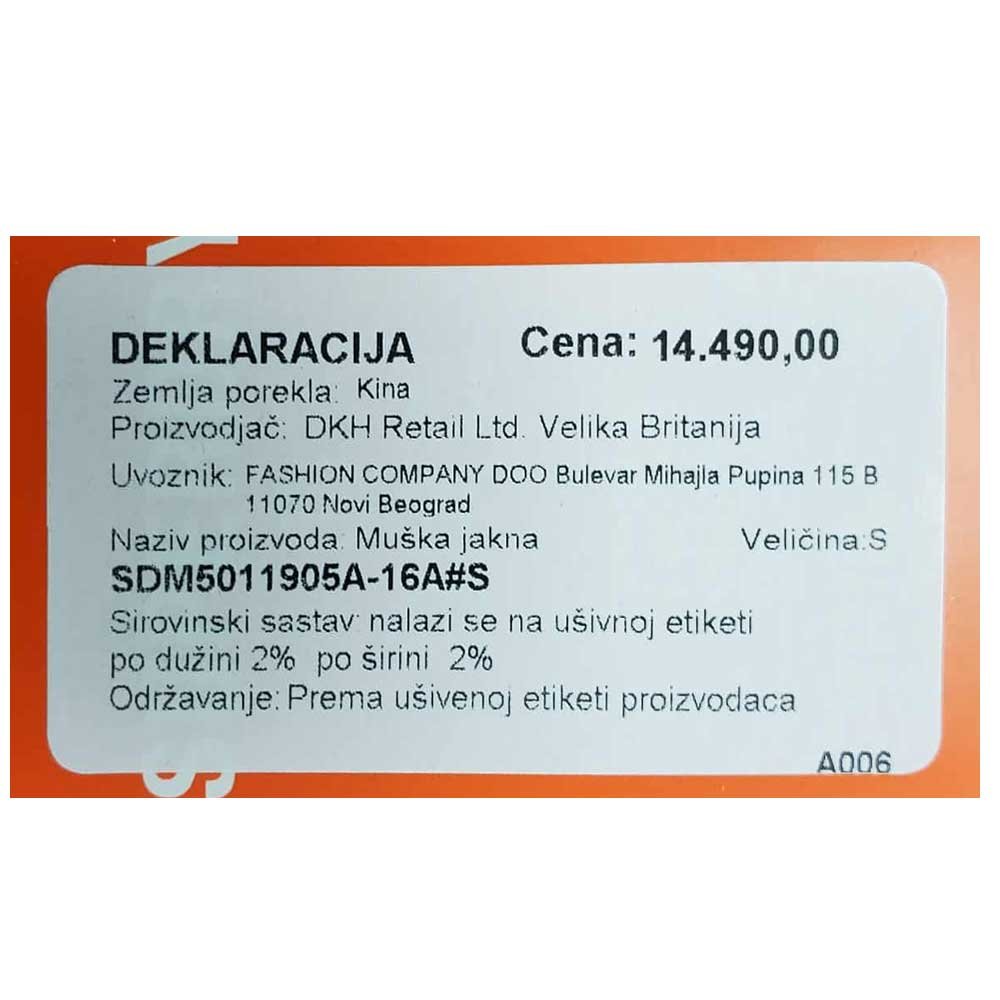 DEKLARACIJA Cena: 14.490,00
Zemlja porekla: Kina
Proizvodjač: DKH Retail Ltd. Velika Britanija
Uvoznik: FASHION COMPANY DOO Bulevar Mihajla Pupina 115 B
11070 Novi Beograd
Naziv proizvoda: Muška jakna Veličina:S
SDM5011905A-16A#S
Sirovinski sastav: nalazi se na ušivnoj etiketi
po dužini 2% po širini 2%
Održavanje: Prema ušivenoj etiketi proizvodaca
A006